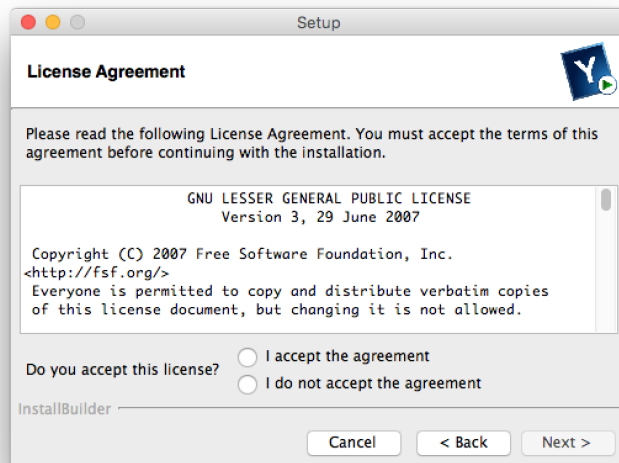 Setup
License Agreement
Y
Please read the following License Agreement. You must accept the terms of this
agreement before continuing with the installation.
GNU LESSER GENERAL PUBLIC LICENSE
Version 3, 29 June 2007
Copyright (C) 2007 Free Software Foundation, Inc.
<http://fsf.org/>
Everyone is permitted to copy and distribute verbatim copies
of this license document, but changing it is not allowed.
Do you accept this license?
I accept the agreement
I do not accept the agreement
InstallBuilder
Cancel
< Back
Next >